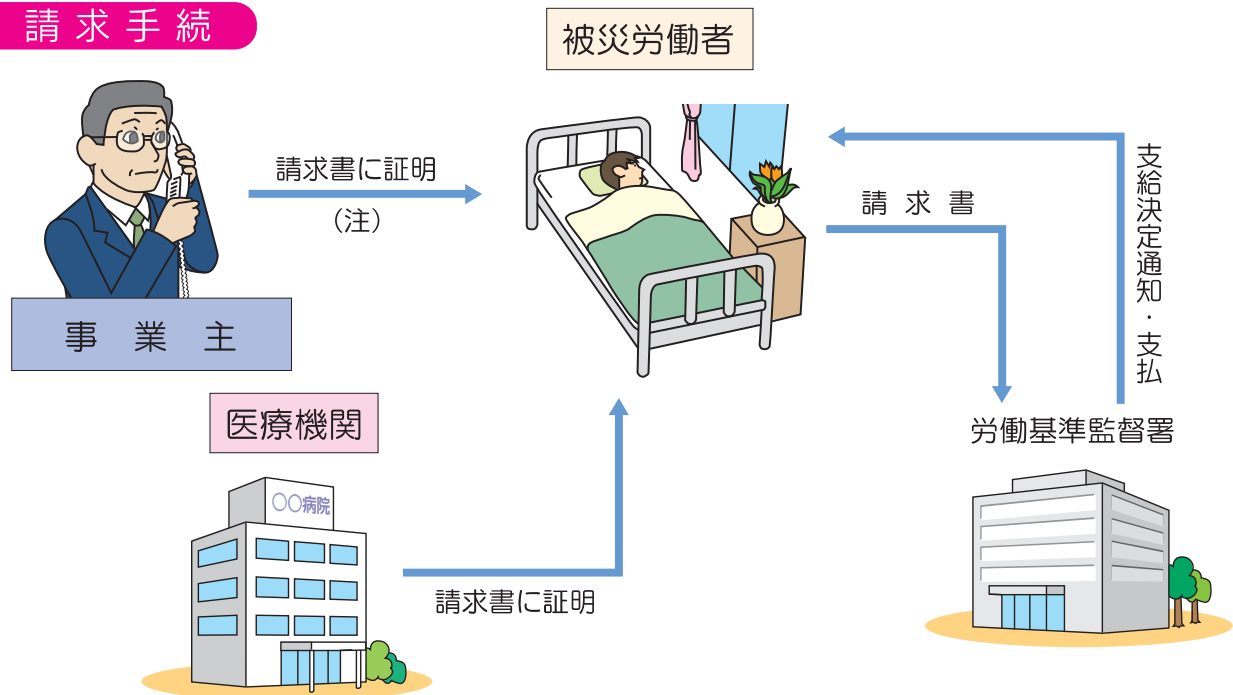 請求手続
被災労働者
請求書に証明
（注）
事業主
請求書
支給決定通知・支払
医療機関
○○病院
請求書に証明
労働基準監督署